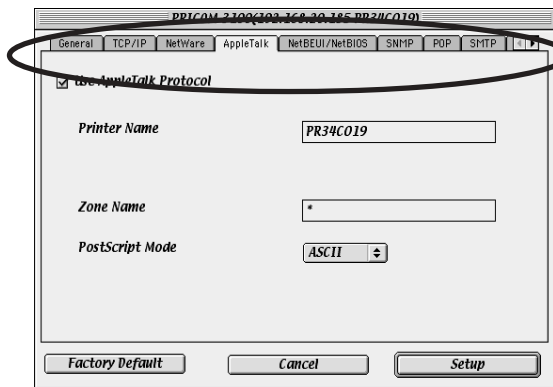 PRICOM 3100(192.168.20.185 PR34C019)
General TCP/IP NetWare AppleTalk NetBEUI/NetBIOS SNMP POP SMTP
Use AppleTalk Protocol
Printer Name PR34C019
Zone Name *
PostScript Mode ASCII
Factory Default Cancel Setup